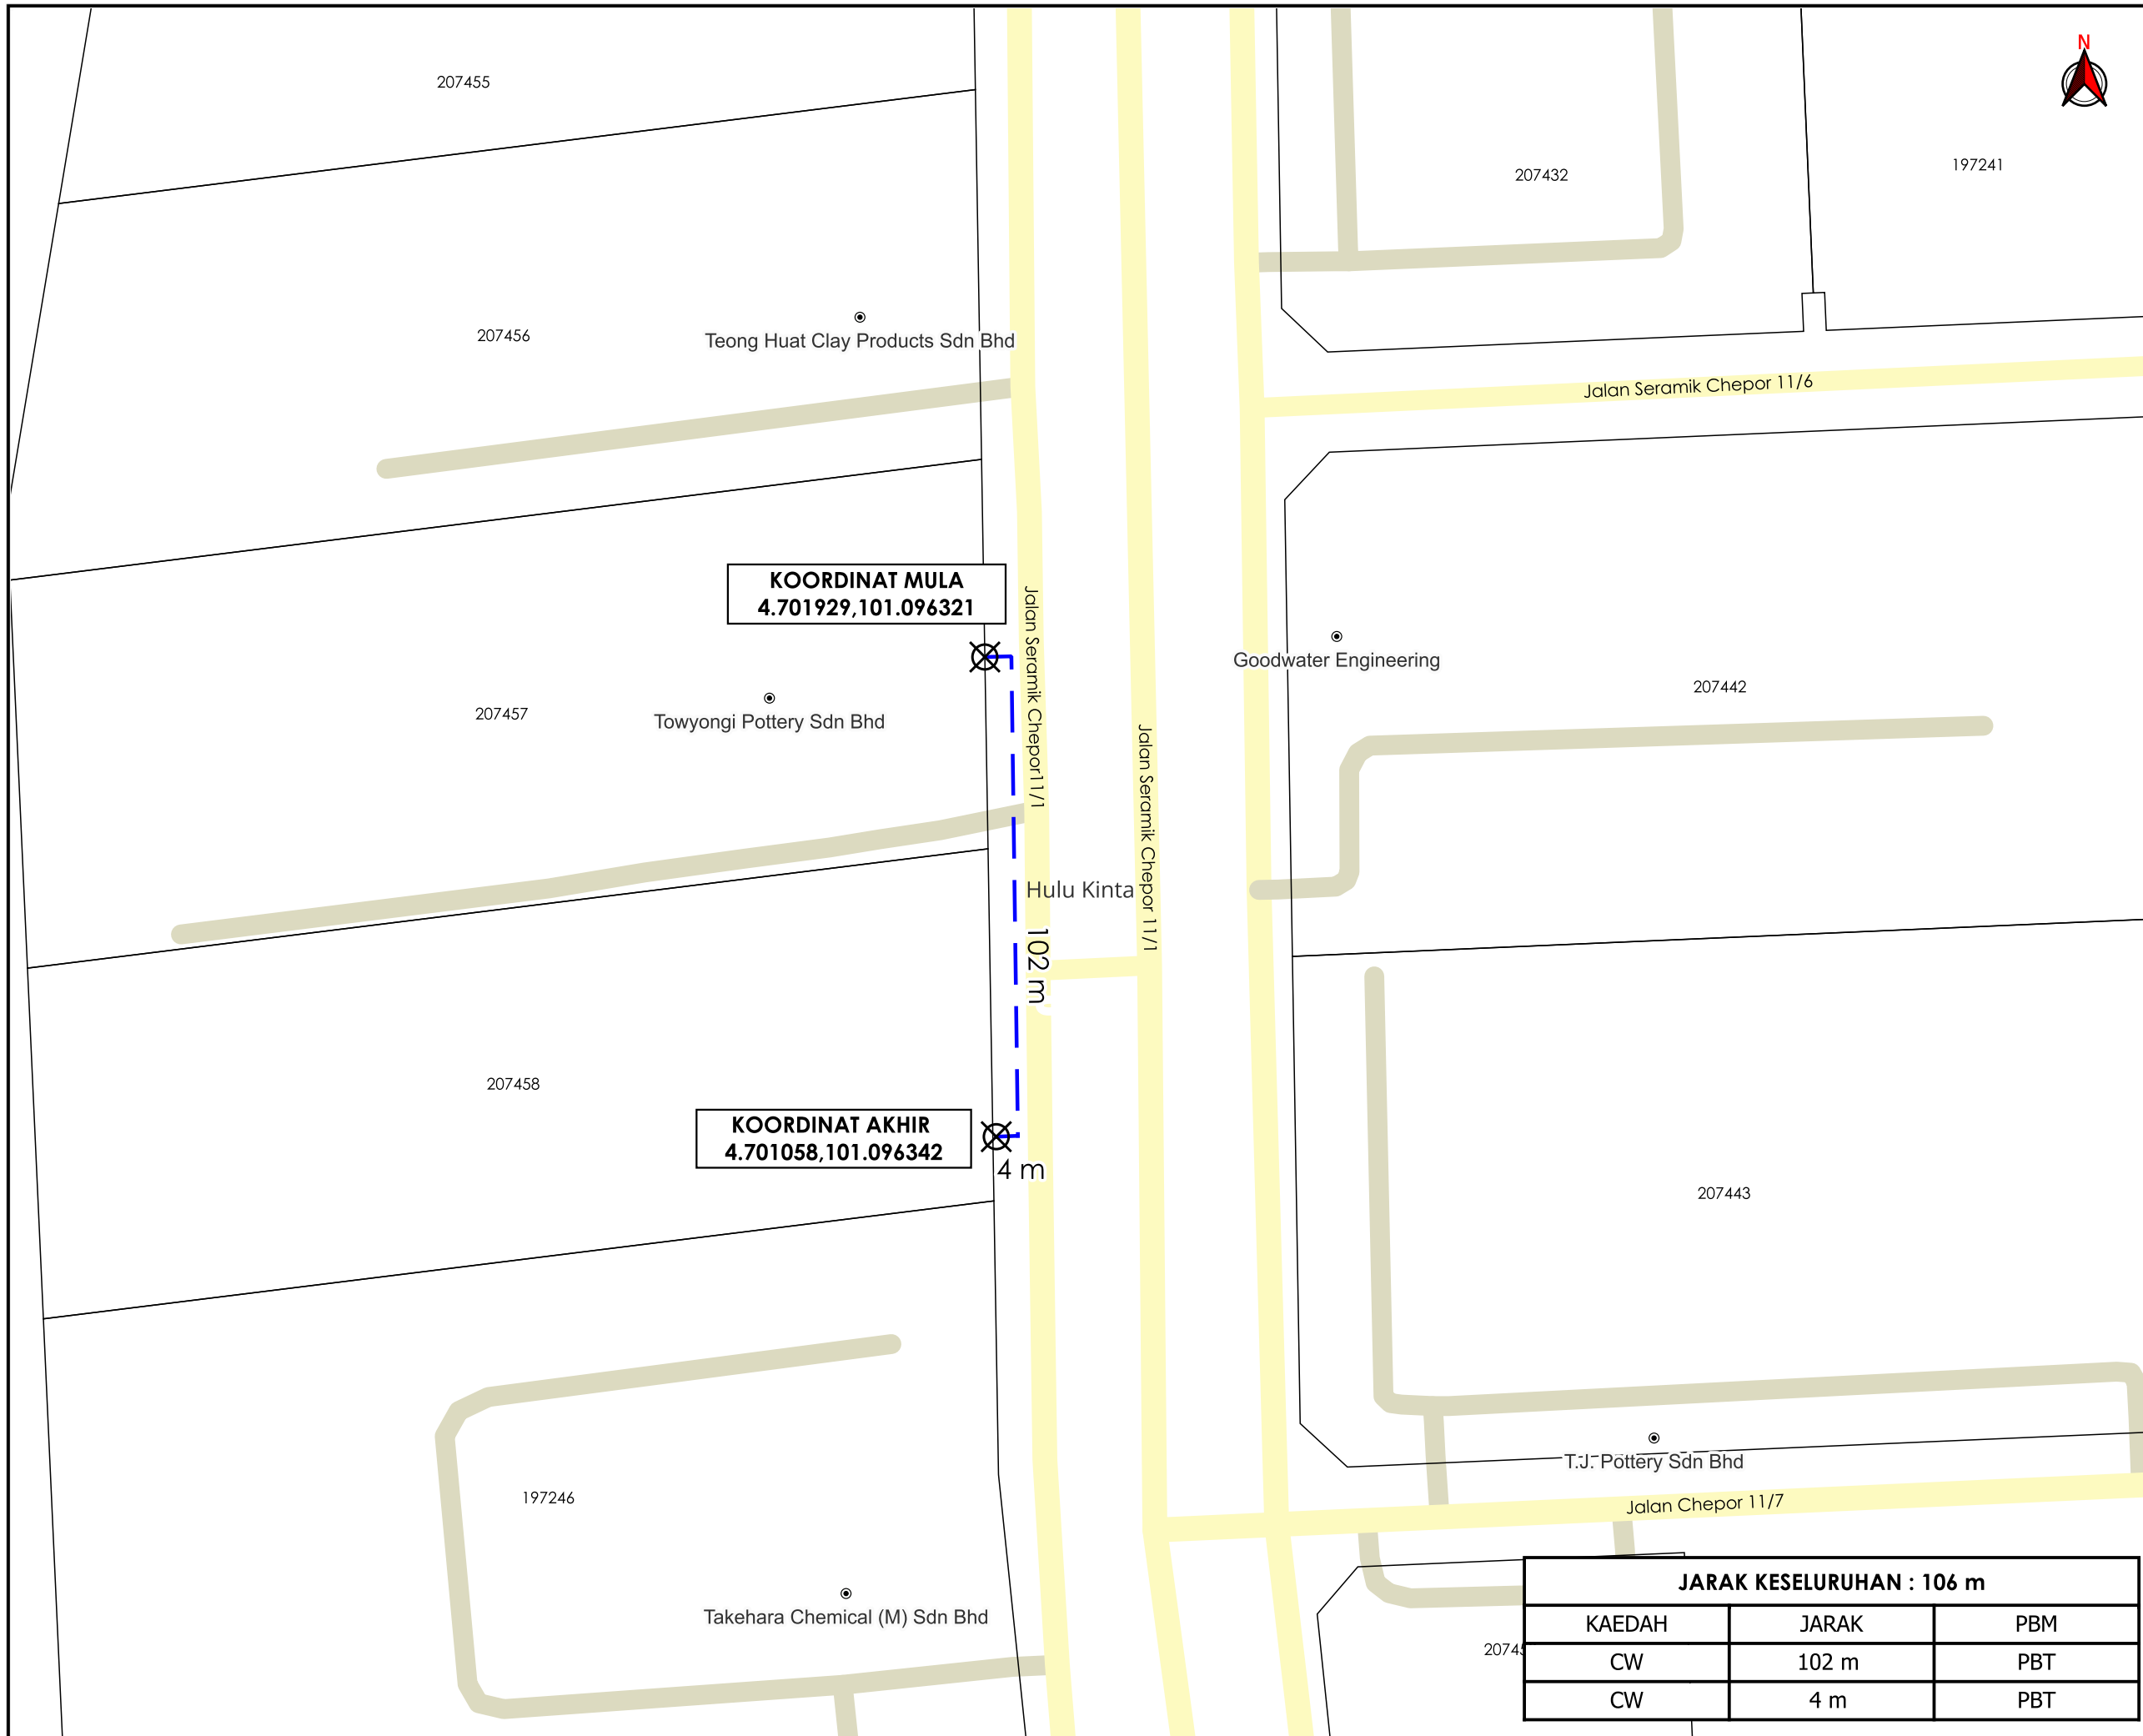 N
207455
207432
197241
207456
Teong Huat Clay Products Sdn Bhd
Jalan Seramik Chepor 11/6
KOORDINAT MULA
4.701929,101.096321
Jalan Seramik Chepor11/1
Goodwater Engineering
207442
207457
Towyongi Pottery Sdn Bhd
Jalan Seramik Chepor 11/1
Hulu Kinta
102 m
207458
KOORDINAT AKHIR
4.701058,101.096342
4 m
207443
T.J. Pottery Sdn Bhd
Jalan Chepor 11/7
197246
Takehara Chemical (M) Sdn Bhd
JARAK KESELURUHAN : 106 m
KAEDAH JARAK PBM
CW 102 m PBT
CW 4 m PBT